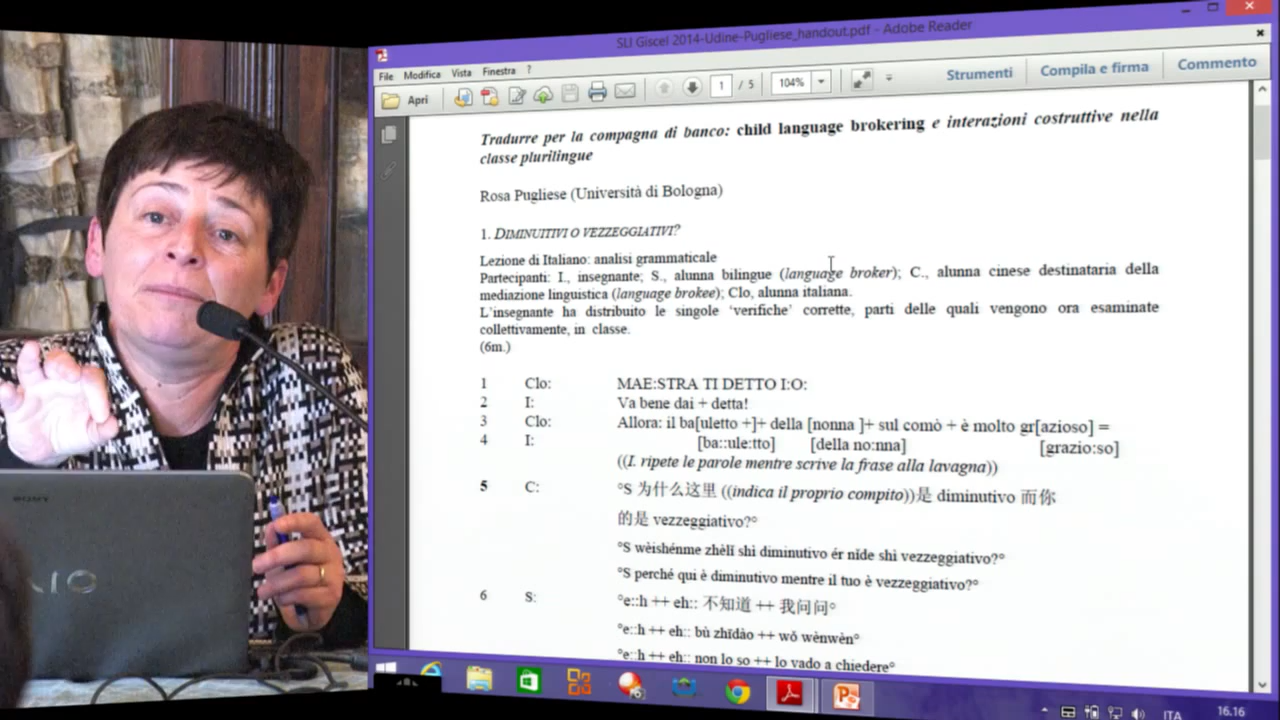 SLI Giscel 2014-Udine-Pugliese_handout.pdf - Adobe Reader
File Modifica Vista Finestra ?
Apri 1 / 5 104% Strumenti Compila e firma Commento
Tradurre per la compagna di banco: child language brokering e interazioni costruttive nella
classe plurilingue
Rosa Pugliese (Università di Bologna)
1. DIMINUITIVI O VEZZEGGIATIVI?
Lezione di Italiano: analisi grammaticale
Partecipanti: I., insegnante; S., alunna bilingue (language broker); C., alunna cinese destinataria della
mediazione linguistica (language brokee); Clo, alunna italiana.
L'insegnante ha distribuito le singole 'verifiche' corrette, parti delle quali vengono ora esaminate
collettivamente, in classe.
(6m.)
1 Clo: MAE:STRA TI DETTO I:O:
2 I: Va bene dai + detta!
3 Clo: Allora: il ba[uletto +]+ della [nonna ]+ sul comò + è molto gr[azioso] =
4 I: [ba::ule:tto] [della no:nna] [grazio:so]
((I. ripete le parole mentre scrive la frase alla lavagna))
5 C: °S 为什么这里 ((indica il proprio compito))是 diminutivo 而你
的是 vezzeggiativo?°
°S wèishénme zhèlǐ shì diminutivo ér nǐde shì vezzeggiativo?°
°S perché qui è diminutivo mentre il tuo è vezzeggiativo?°
6 S: °e::h ++ eh:: 不知道 ++ 我问问°
°e::h ++ eh:: bù zhīdào ++ wǒ wènwèn°
°e::h ++ eh:: non lo so ++ lo vado a chiedere°
ITA 16.16
SONY